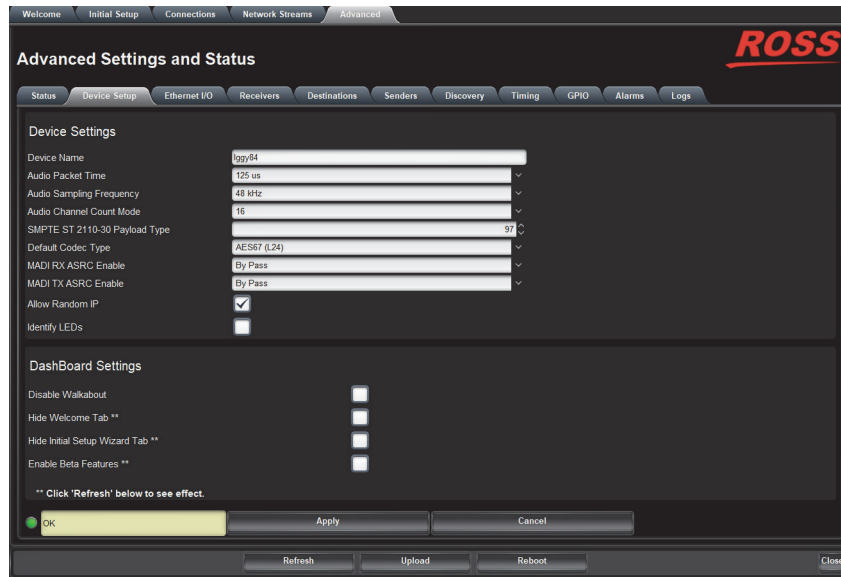 Welcome Initial Setup Connections Network Streams Advanced
Advanced Settings and Status
ROSS
Status Device Setup Ethernet I/O Receivers Destinations Senders Discovery Timing GPIO Alarms Logs
Device Settings
Device Name Iggy84
Audio Packet Time 125 us
Audio Sampling Frequency 48 kHz
Audio Channel Count Mode 16
SMPTE ST 2110-30 Payload Type 97
Default Codec Type AES67 (L24)
MADI RX ASRC Enable By Pass
MADI TX ASRC Enable By Pass
Allow Random IP
Identify LEDs
DashBoard Settings
Disable Walkabout
Hide Welcome Tab **
Hide Initial Setup Wizard Tab **
Enable Beta Features **
** Click 'Refresh' below to see effect.
OK Apply Cancel
Refresh Upload Reboot Close